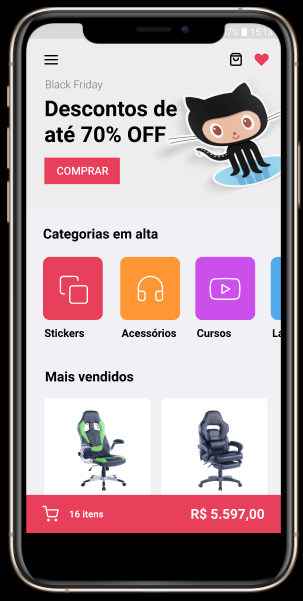 7% 15:15
Black Friday
Descontos de
até 70% OFF
COMPRAR
Categorias em alta
Stickers
Acessórios
Cursos
La
Mais vendidos
16 itens
R$ 5.597,00